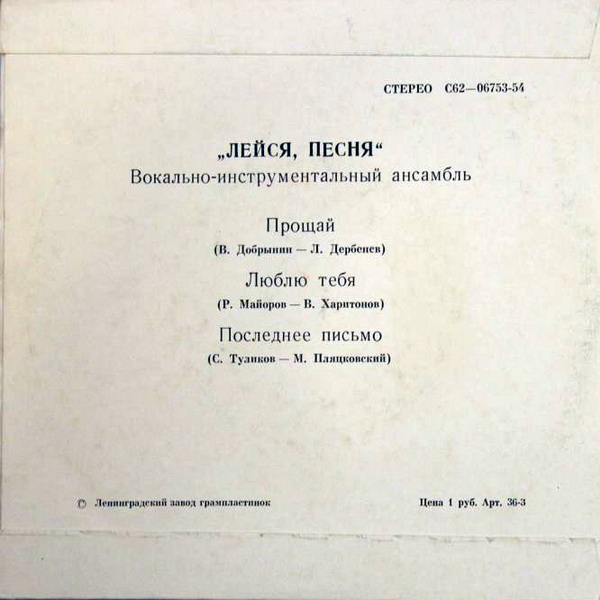 СТЕРЕО С62—06753-54
„ЛЕЙСЯ, ПЕСНЯ“
Вокально-инструментальный ансамбль
Прощай
(В. Добрынин — Л. Дербенев)
Люблю тебя
(Р. Майоров — В. Харитонов)
Последнее письмо
(С. Туликов — М. Пляцковский)
© Ленинградский завод грампластинок
Цена 1 руб. Арт. 36-3